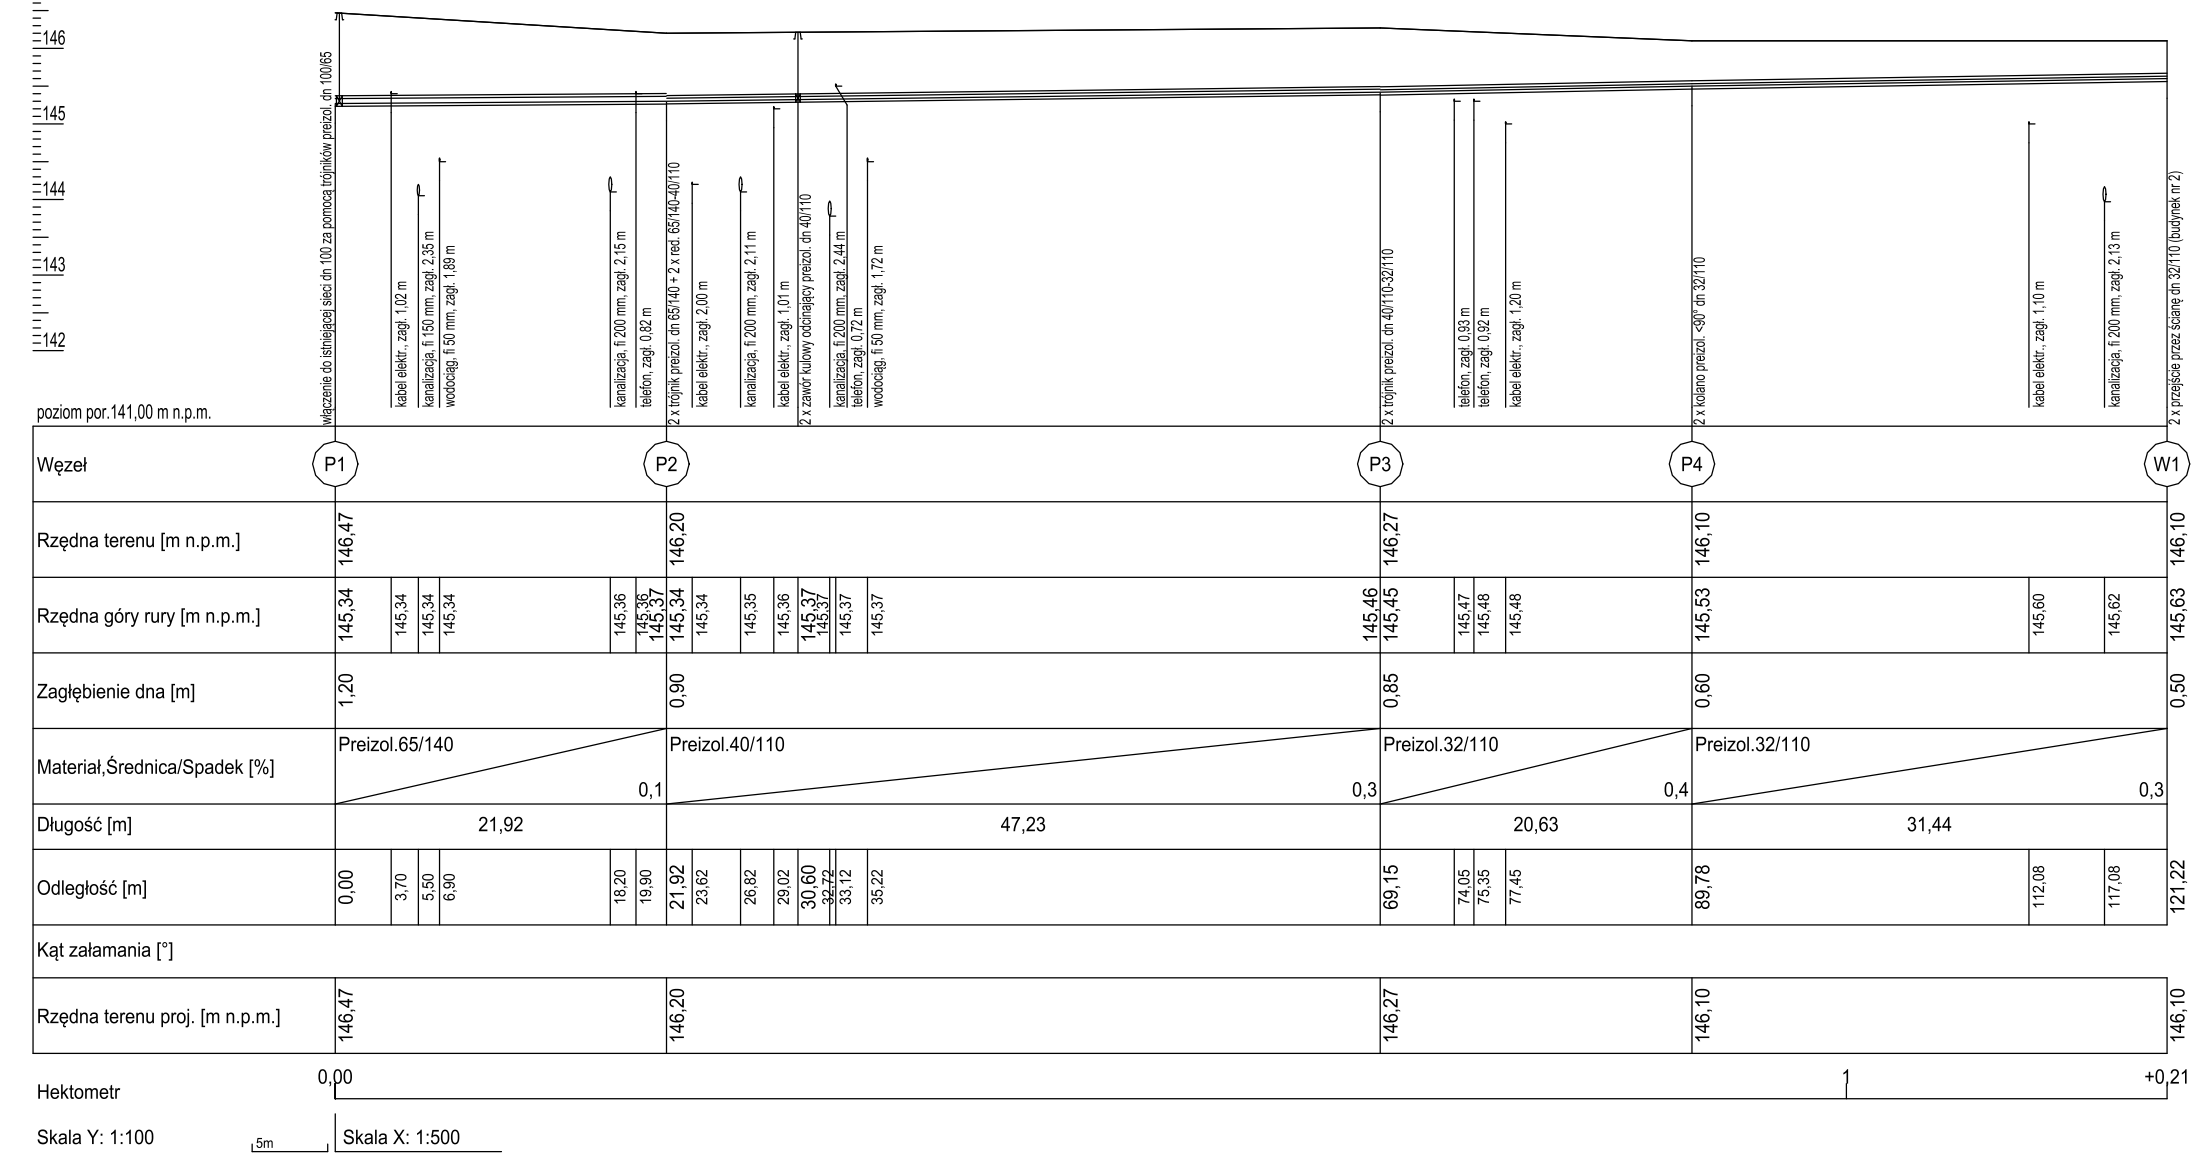 146
145
144
143
142
poziom por.141,00 m n.p.m.
włączenie do istniejącej sieci dn 100 za pomocą trójników preizol. dn 100/65
kabel elektr., zagł. 1,02 m
kanalizacja, fi 150 mm, zagł. 2,35 m
wodociąg, fi 50 mm, zagł. 1,89 m
kanalizacja, fi 200 mm, zagł. 2,15 m
telefon, zagł. 0,82 m
2 x trójnik preizol. dn 65/140 + 2 x red. 65/140-40/110
kabel elektr., zagł. 2,00 m
kanalizacja, fi 200 mm, zagł. 2,11 m
kabel elektr., zagł. 1,01 m
2 x zawór kulowy odcinający preizol. dn 40/110
kanalizacja, fi 200 mm, zagł. 2,44 m
telefon, zagł. 0,72 m
wodociąg, fi 50 mm, zagł. 1,72 m
2 x trójnik preizol. dn 40/110-32/110
telefon, zagł. 0,93 m
telefon, zagł. 0,92 m
kabel elektr., zagł. 1,20 m
2 x kolano preizol. <90° dn 32/110
kabel elektr., zagł. 1,10 m
kanalizacja, fi 200 mm, zagł. 2,13 m
2 x przejście przez ścianę dn 32/110 (budynek nr 2)
Węzeł P1 P2 P3 P4 W1
Rzędna terenu [m n.p.m.] 146,47 146,20 146,27 146,10 146,10
Rzędna góry rury [m n.p.m.] 145,34 145,34 145,34 145,34 145,36 145,36 145,37 145,34 145,34 145,35 145,36 145,37 145,37 145,37 145,37 145,46 145,45 145,47 145,48 145,48 145,53 145,60 145,62 145,63
Zagłębienie dna [m] 1,20 0,90 0,85 0,60 0,50
Materiał,Średnica/Spadek [%] Preizol.65/140 0,1 Preizol.40/110 0,3 Preizol.32/110 0,4 Preizol.32/110 0,3
Długość [m] 21,92 47,23 20,63 31,44
Odległość [m] 0,00 3,70 5,50 6,90 18,20 19,90 21,92 23,62 26,82 29,02 30,60 32,72 33,12 35,22 69,15 74,05 75,35 77,45 89,78 112,08 117,08 121,22
Kąt załamania [°]
Rzędna terenu proj. [m n.p.m.] 146,47 146,20 146,27 146,10 146,10
Hektometr 0,00 1 +0,21
Skala Y: 1:100 5m Skala X: 1:500